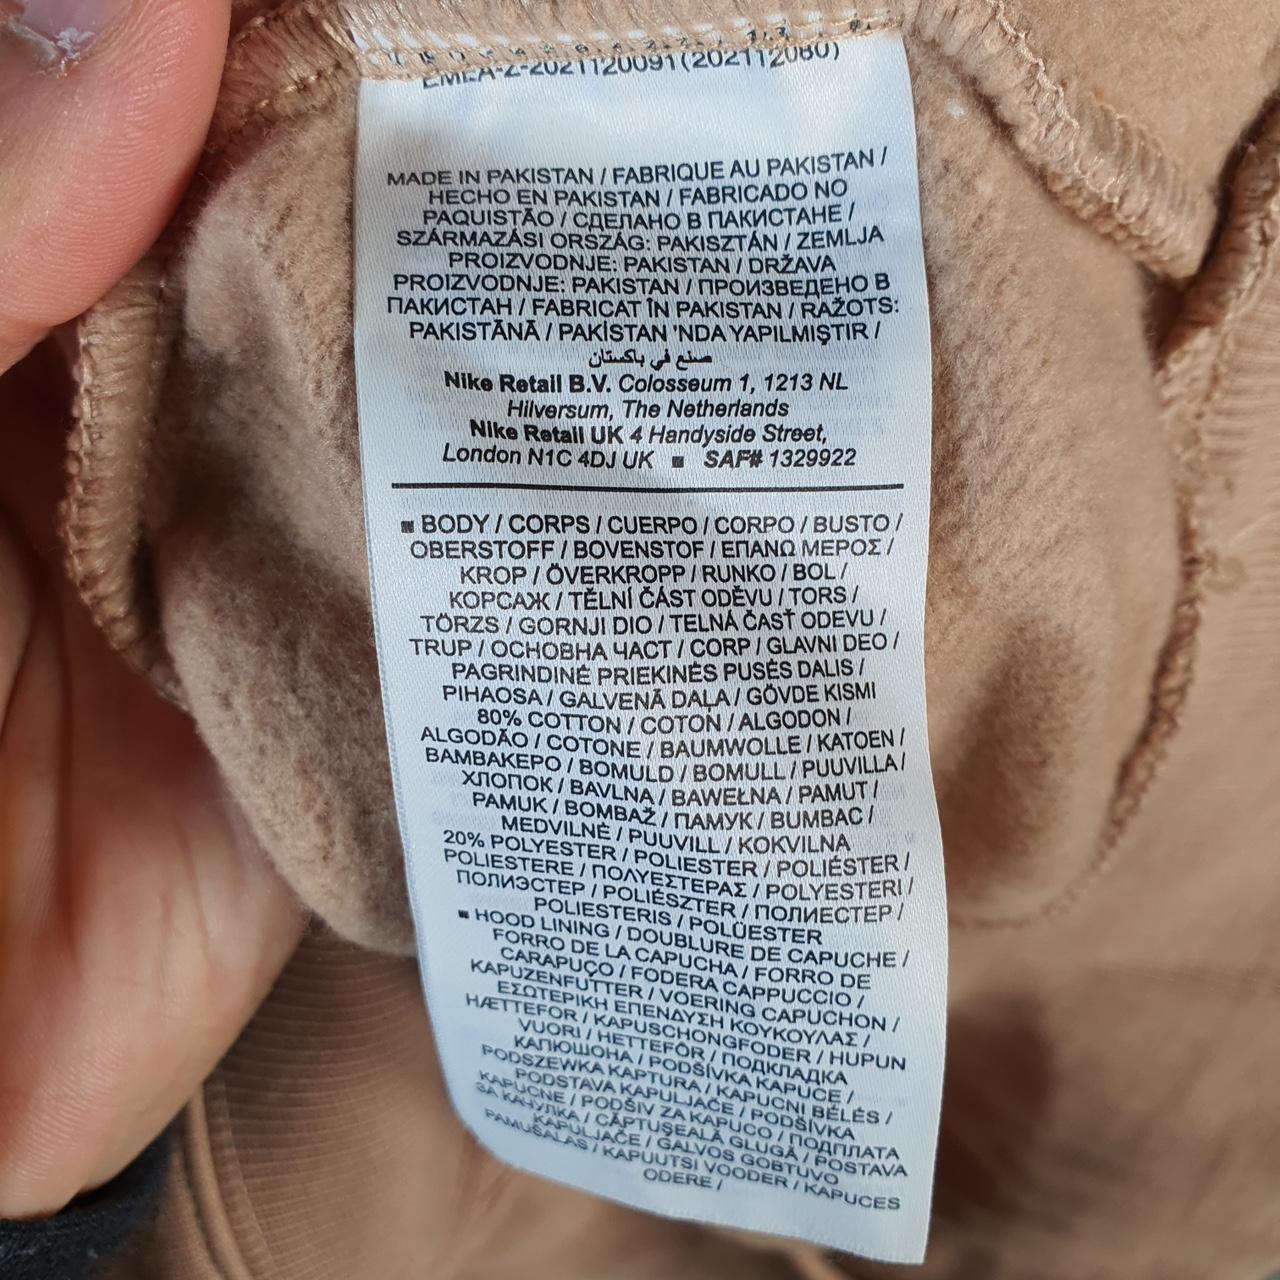 EMEA-Z-2021120091(202112080)
MADE IN PAKISTAN / FABRIQUE AU PAKISTAN /
HECHO EN PAKISTAN / FABRICADO NO
PAQUISTÃO / СДЕЛАНО В ПАКИСТАНЕ /
SZÁRMAZÁSI ORSZÁG: PAKISZTÁN / ZEMLJA
PROIZVODNJE: PAKISTAN / DRŽAVA
PROIZVODNJE: PAKISTAN / ПРОИЗВЕДЕНО В
ПАКИСТАН / FABRICAT ÎN PAKISTAN / RAŽOTS:
PAKISTĀNĀ / PAKİSTAN 'NDA YAPILMIŞTIR /
صنع في باكستان
Nike Retail B.V. Colosseum 1, 1213 NL
Hilversum, The Netherlands
Nike Retail UK 4 Handyside Street,
London N1C 4DJ UK ■ SAF# 1329922
■ BODY / CORPS / CUERPO / CORPO / BUSTO /
OBERSTOFF / BOVENSTOF / ΕΠΑΝΩ ΜΕΡΟΣ /
KROP / ÖVERKROPP / RUNKO / BOL /
КОРСАЖ / TĚLNÍ ČÁST ODĚVU / TORS /
TÖRZS / GORNJI DIO / TELNÁ ČASŤ ODEVU /
TRUP / ОСНОВНА ЧАСТ / CORP / GLAVNI DEO /
PAGRINDINĖ PRIEKINĖS PUSĖS DALIS /
PIHAOSA / GALVENĀ DAĻA / GÖVDE KISMI
80% COTTON / COTON / ALGODON /
ALGODÃO / COTONE / BAUMWOLLE / KATOEN /
ΒΑΜΒΑΚΕΡΟ / BOMULD / BOMULL / PUUVILLA /
ХЛОПОК / BAVLNA / BAWEŁNA / PAMUT /
PAMUK / BOMBAŽ / ПАМУК / BUMBAC /
MEDVILNĖ / PUUVILL / KOKVILNA
20% POLYESTER / POLIESTER / POLIÉSTER /
POLIESTERE / ΠΟΛΥΕΣΤΕΡΑΣ / POLYESTERI /
ПОЛИЭСТЕР / POLIÉSZTER / ПОЛИЕСТЕР /
POLIESTERIS / POLÜESTER
■ HOOD LINING / DOUBLURE DE CAPUCHE /
FORRO DE LA CAPUCHA / FORRO DE
CARAPUÇO / FODERA CAPPUCCIO /
KAPUZENFUTTER / VOERING CAPUCHON /
ΕΣΩΤΕΡΙΚΗ ΕΠΕΝΔΥΣΗ ΚΟΥΚΟΥΛΑΣ /
HÆTTEFOR / KAPUSCHONGFODER / HUPUN
VUORI / HETTEFÔR / ПОДКЛАДКА
КАПЮШОНА / PODŠÍVKA KAPUCE /
PODSZEWKA KAPTURA / KAPUCNI BÉLÉS /
PODSTAVA KAPULJAČE / PODŠÍVKA
KAPUCNE / PODŠIV ZA KAPUCO / ПОДПЛАТА
ЗА КАЧУЛКА / CĂPTUŞEALĂ GLUGĂ / POSTAVA
KAPULJAČE / GALVOS GOBTUVO
PAMUŠALAS / KAPUUTSI VOODER / KAPUCES
ODERE /